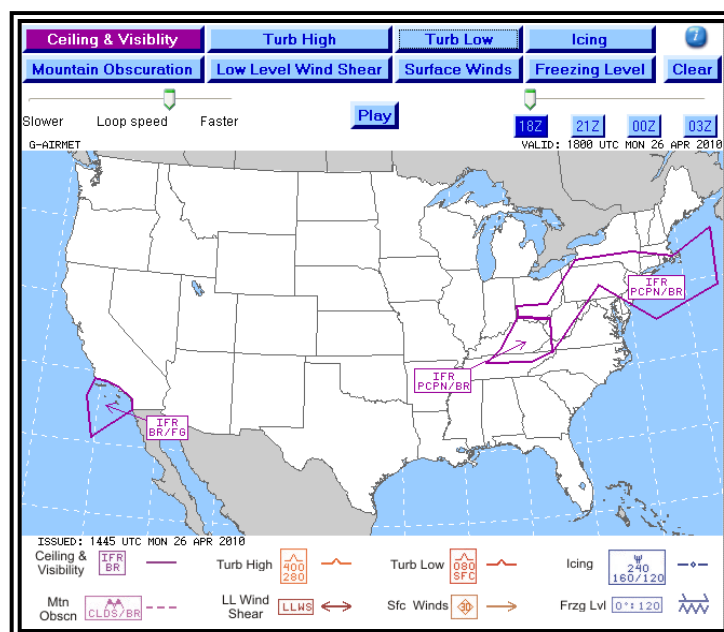 Ceiling & Visiblity Turb High Turb Low Icing i
Mountain Obscuration Low Level Wind Shear Surface Winds Freezing Level Clear
Slower Loop speed Faster Play 18Z 21Z 00Z 03Z
G-AIRMET VALID: 1800 UTC MON 26 APR 2010
IFR
PCPN/BR
IFR
PCPN/BR
IFR
BR/FG
ISSUED: 1445 UTC MON 26 APR 2010
Ceiling &
Visibility
IFR
BR
Turb High
400
280
Turb Low
080
SFC
Icing
240
160/120
Mtn
Obscn
CLDS/BR
LL Wind
Shear
LLWS
Sfc Winds
30
Frzg Lvl
0°:120